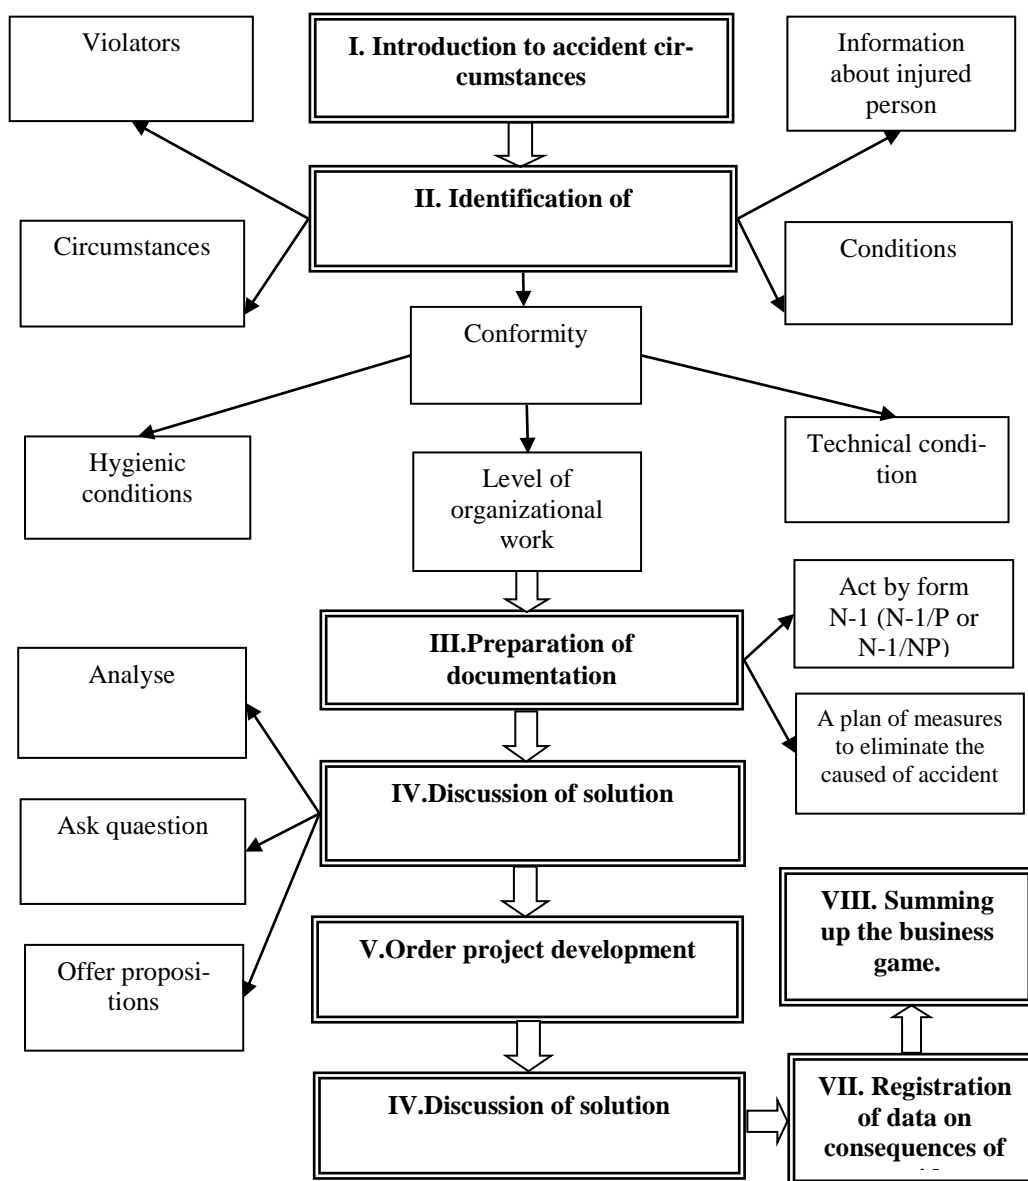 Violators
I. Introduction to accident cir-
cumstances
Information
about injured
person
II. Identification of
Circumstances
Conditions
Conformity
Hygienic
conditions
Level of
organizational
work
Technical condi-
tion
Act by form
N-1 (N-1/P or
N-1/NP)
III.Preparation of
documentation
Analyse
A plan of measures
to eliminate the
caused of accident
IV.Discussion of solution
Ask quaestion
VIII. Summing
up the business
game.
V.Order project development
Offer proposi-
tions
IV.Discussion of solution
VII. Registration
of data on
consequences of